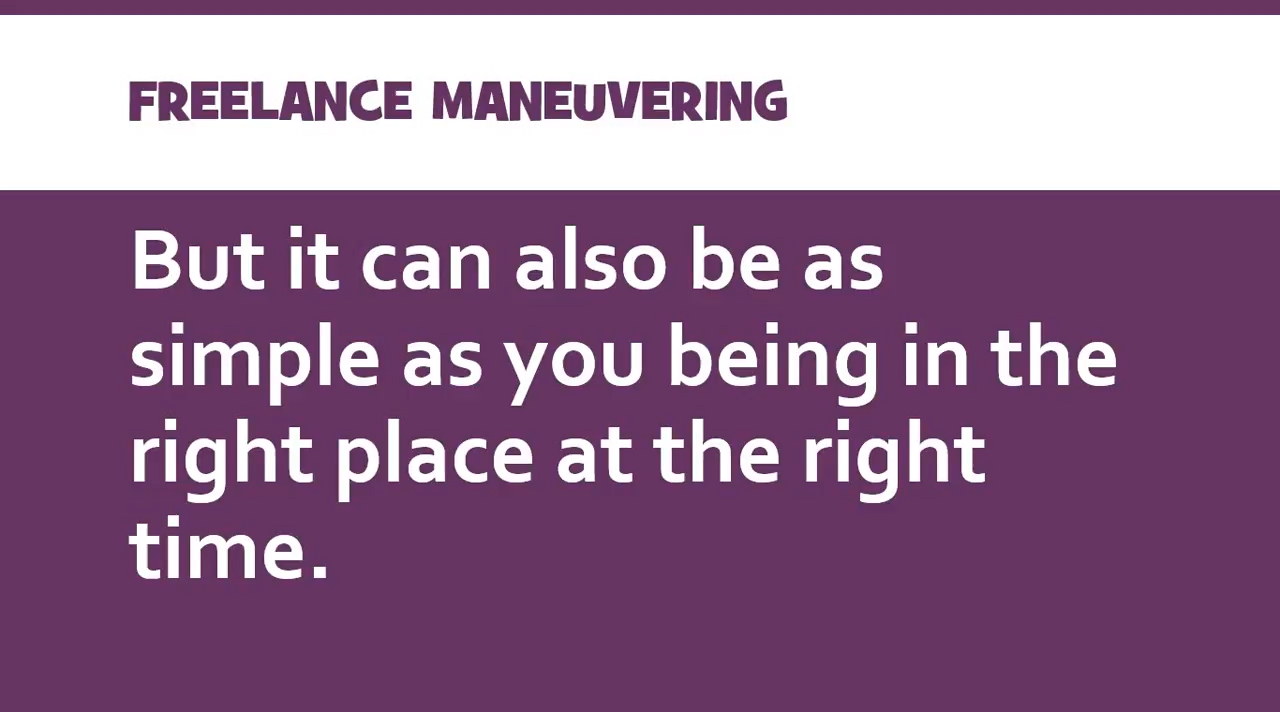 FREELANCE MANEUVERING
But it can also be as
simple as you being in the
right place at the right
time.